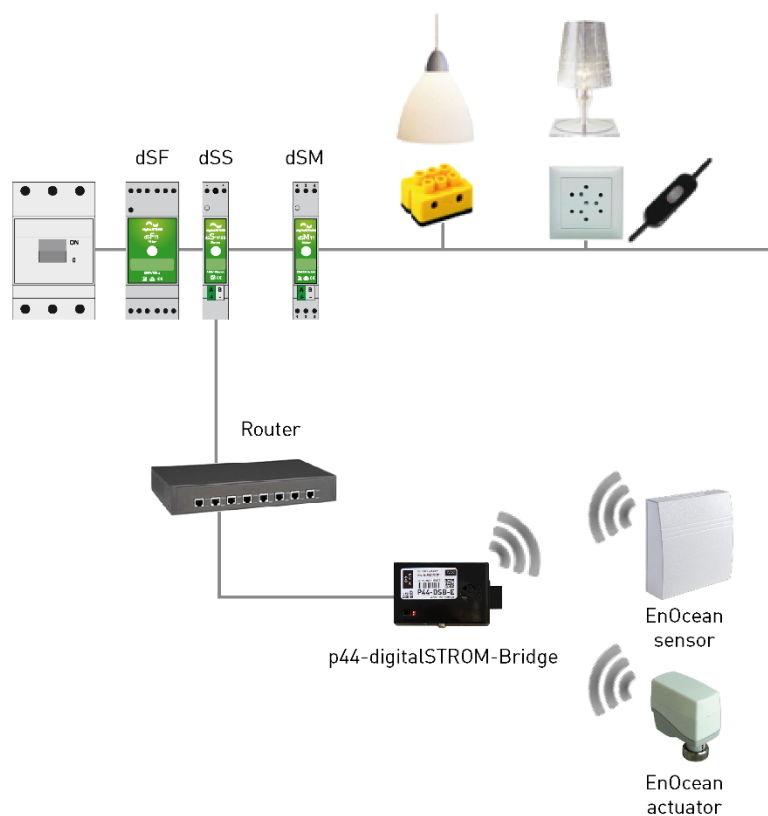 dSF
dSS
dSM
ON
A
B
Router
P44-DSB-E
p44-digitalSTROM-Bridge
EnOcean
sensor
EnOcean
actuator